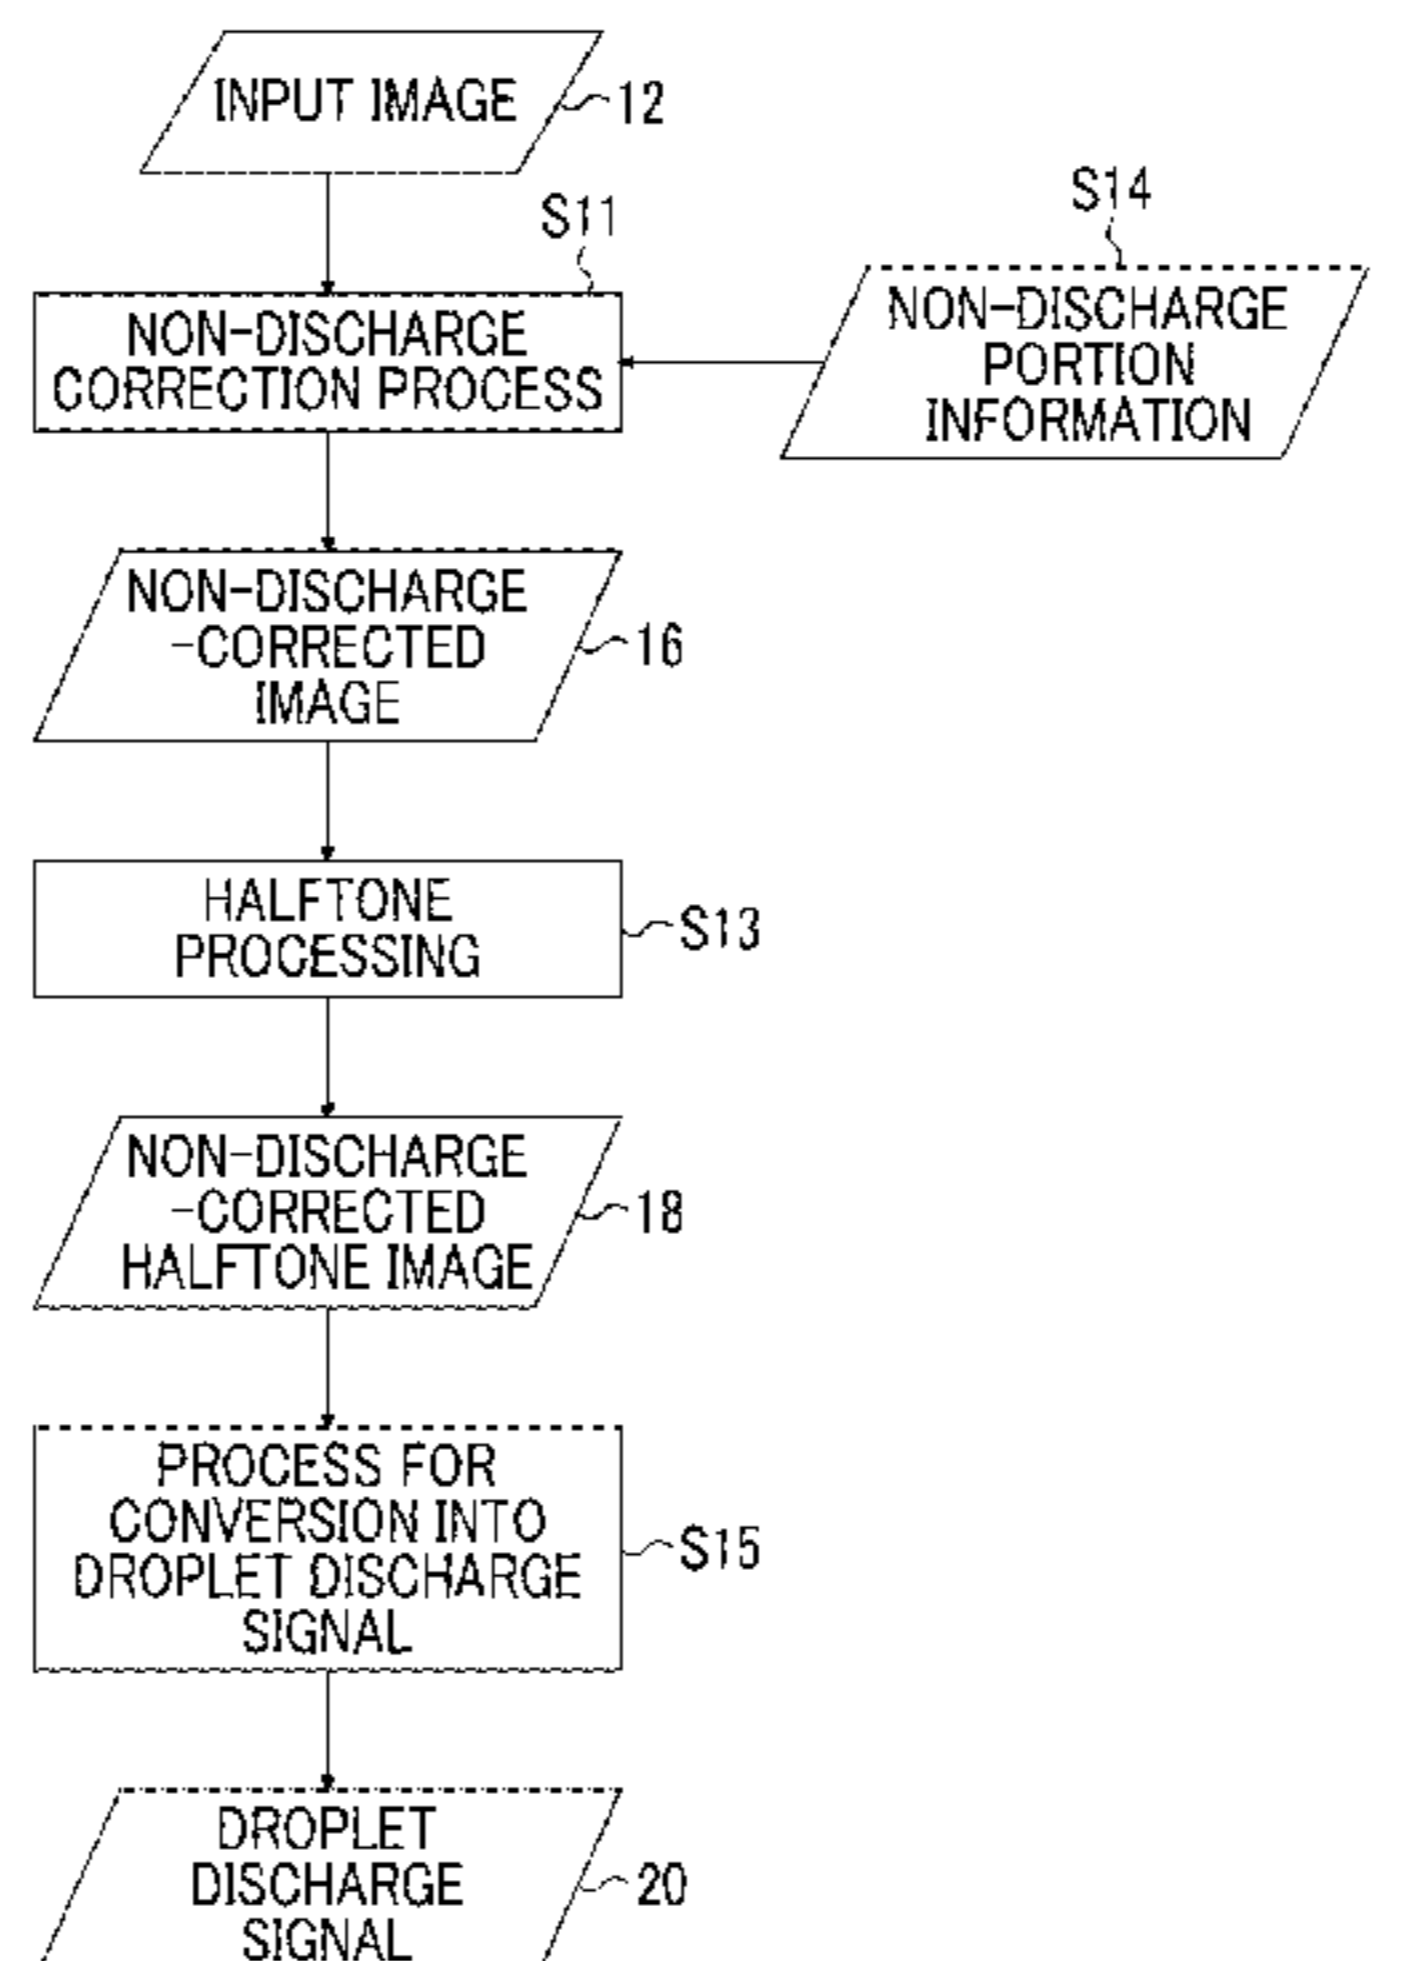 INPUT IMAGE
12
S11
S14
NON-DISCHARGE
CORRECTION PROCESS
NON-DISCHARGE
PORTION
INFORMATION
NON-DISCHARGE
-CORRECTED
IMAGE
16
HALFTONE
PROCESSING
S13
NON-DISCHARGE
-CORRECTED
HALFTONE IMAGE
18
PROCESS FOR
CONVERSION INTO
DROPLET DISCHARGE
SIGNAL
S15
DROPLET
DISCHARGE
SIGNAL
20